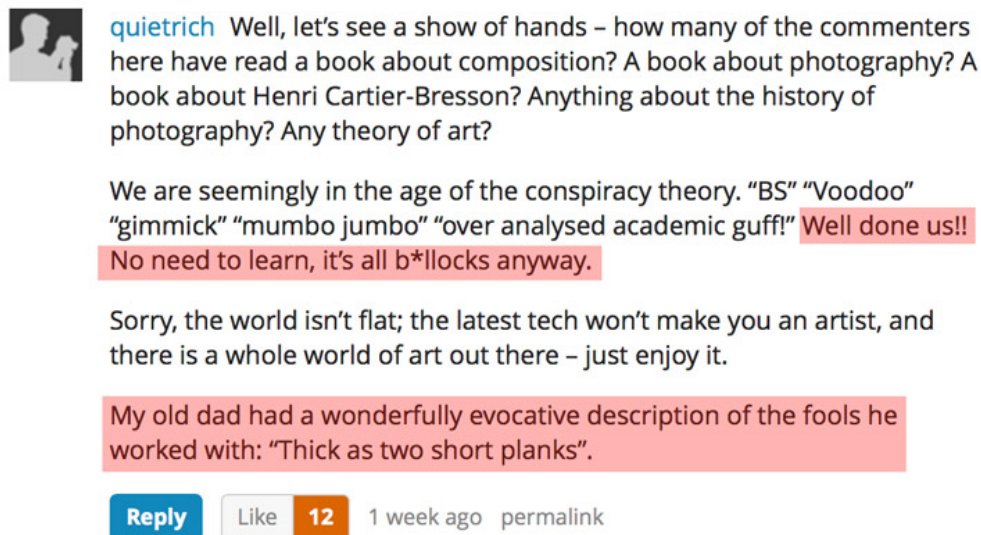 quietrich Well, let’s see a show of hands – how many of the commenters
here have read a book about composition? A book about photography? A
book about Henri Cartier-Bresson? Anything about the history of
photography? Any theory of art?
We are seemingly in the age of the conspiracy theory. “BS” “Voodoo”
“gimmick” “mumbo jumbo” “over analysed academic guff!” Well done us!!
No need to learn, it’s all b*llocks anyway.
Sorry, the world isn’t flat; the latest tech won’t make you an artist, and
there is a whole world of art out there – just enjoy it.
My old dad had a wonderfully evocative description of the fools he
worked with: “Thick as two short planks”.
Reply Like 12 1 week ago permalink